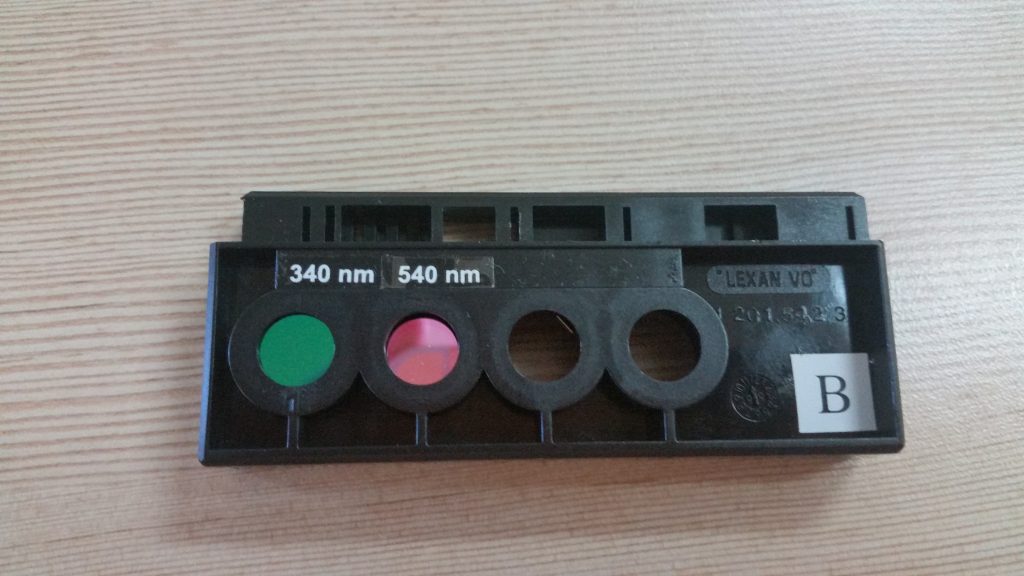 340 nm 540 nm
"LEXAN VO"
B